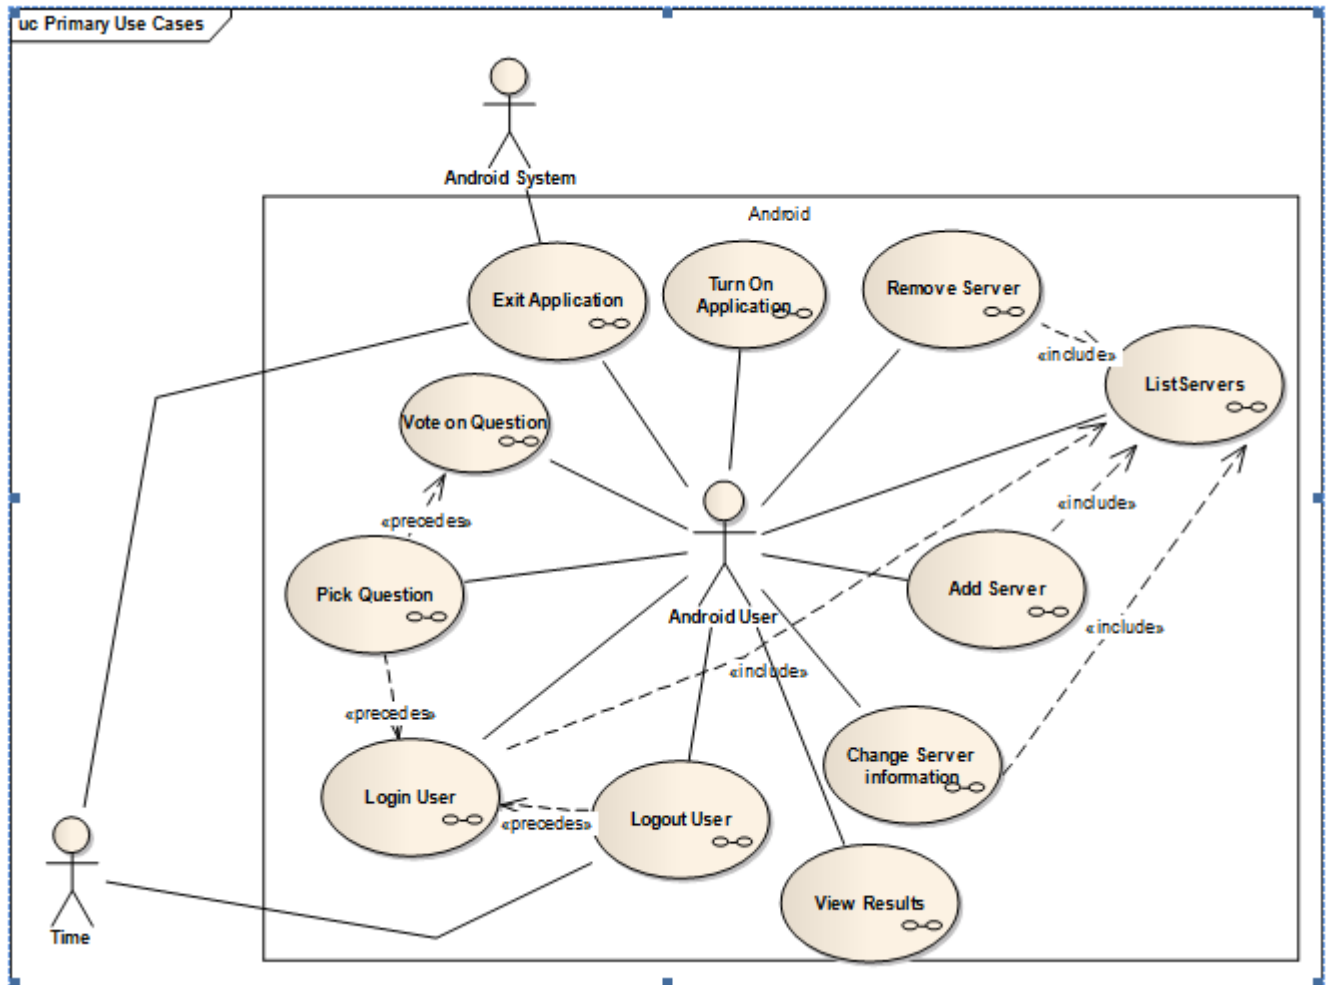 uc Primary Use Cases
Android System
Android
Exit Application
Turn On
Application
Remove Server
«include»
ListServers
Vote on Question
«include»
«precedes»
Pick Question
Add Server
Android User
«include»
«include»
«precedes»
Change Server
information
Login User
Logout User
«precedes»
View Results
Time